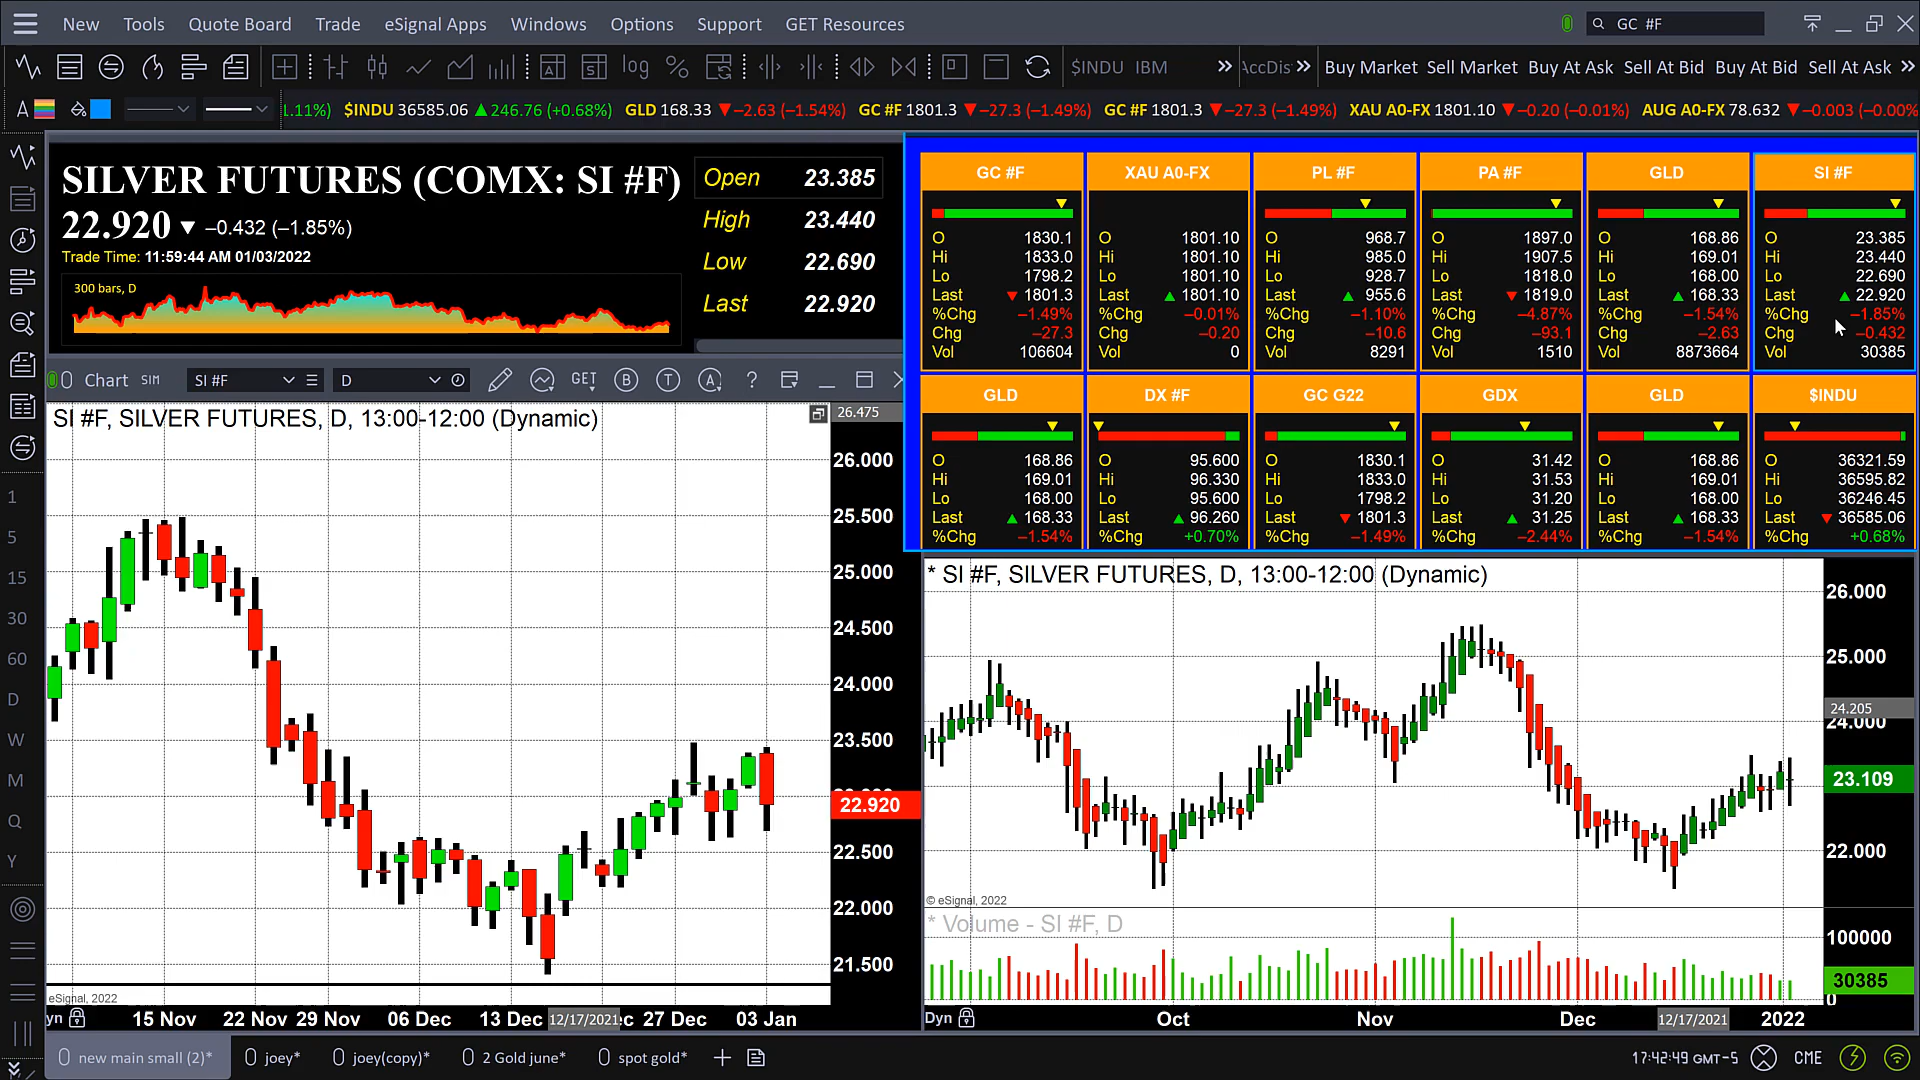 New Tools Quote Board Trade eSignal Apps Windows Options Support GET Resources GC #F
log % $INDU IBM » AccDis » Buy Market Sell Market Buy At Ask Sell At Bid Buy At Bid Sell At Ask »
A 1.11%) $INDU 36585.06 ▲246.76 (+0.68%) GLD 168.33 ▼–2.63 (–1.54%) GC #F 1801.3 ▼–27.3 (–1.49%) GC #F 1801.3 ▼–27.3 (–1.49%) XAU A0-FX 1801.10 ▼–0.20 (–0.01%) AUG A0-FX 78.632 ▼–0.003 (–0.00%
SILVER FUTURES (COMX: SI #F)
22.920 ▼ –0.432 (–1.85%)
Trade Time: 11:59:44 AM 01/03/2022
300 bars, D
Open 23.385
High 23.440
Low 22.690
Last 22.920
GC #F XAU A0-FX PL #F PA #F GLD SI #F
O 1830.1 O 1801.10 O 968.7 O 1897.0 O 168.86 O 23.385
Hi 1833.0 Hi 1801.10 Hi 985.0 Hi 1907.5 Hi 169.01 Hi 23.440
Lo 1798.2 Lo 1801.10 Lo 928.7 Lo 1818.0 Lo 168.00 Lo 22.690
Last ▼ 1801.3 Last ▲ 1801.10 Last ▲ 955.6 Last ▼ 1819.0 Last ▲ 168.33 Last ▲ 22.920
%Chg –1.49% %Chg –0.01% %Chg –1.10% %Chg –4.87% %Chg –1.54% %Chg –1.85%
Chg –27.3 Chg –0.20 Chg –10.6 Chg –93.1 Chg –2.63 Chg –0.432
Vol 106604 Vol 0 Vol 8291 Vol 1510 Vol 8873664 Vol 30385
GLD DX #F GC G22 GDX GLD $INDU
O 168.86 O 95.600 O 1830.1 O 31.42 O 168.86 O 36321.59
Hi 169.01 Hi 96.330 Hi 1833.0 Hi 31.53 Hi 169.01 Hi 36595.82
Lo 168.00 Lo 95.600 Lo 1798.2 Lo 31.20 Lo 168.00 Lo 36246.45
Last ▲ 168.33 Last ▲ 96.260 Last ▼ 1801.3 Last ▲ 31.25 Last ▲ 168.33 Last ▼ 36585.06
%Chg –1.54% %Chg +0.70% %Chg –1.49% %Chg –2.44% %Chg –1.54% %Chg +0.68%
Chart SIM SI #F D GET B T A ?
SI #F, SILVER FUTURES, D, 13:00-12:00 (Dynamic)
26.475
26.000
25.500
25.000
24.500
24.000
23.500
22.920
22.500
22.000
21.500
eSignal, 2022
yn 15 Nov 22 Nov 29 Nov 06 Dec 13 Dec 12/17/2021 c 27 Dec 03 Jan
1
5
15
30
60
D
W
M
Q
Y
* SI #F, SILVER FUTURES, D, 13:00-12:00 (Dynamic)
26.000
25.000
24.205
24.000
23.109
22.000
© eSignal, 2022
* Volume - SI #F, D
100000
30385
0
Dyn Oct Nov Dec 12/17/2021 2022
new main small (2)* joey* joey(copy)* 2 Gold june* spot gold* + 17:42:49 GMT-5 CME